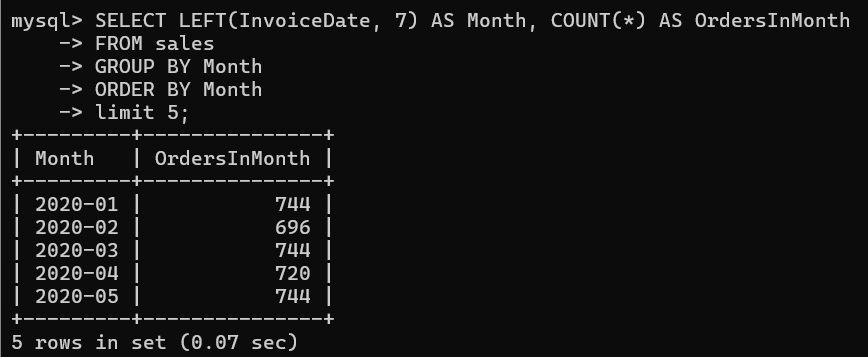 mysql> SELECT LEFT(InvoiceDate, 7) AS Month, COUNT(*) AS OrdersInMonth
    -> FROM sales
    -> GROUP BY Month
    -> ORDER BY Month
    -> limit 5;
+---------+---------------+
| Month   | OrdersInMonth |
+---------+---------------+
| 2020-01 |           744 |
| 2020-02 |           696 |
| 2020-03 |           744 |
| 2020-04 |           720 |
| 2020-05 |           744 |
+---------+---------------+
5 rows in set (0.07 sec)